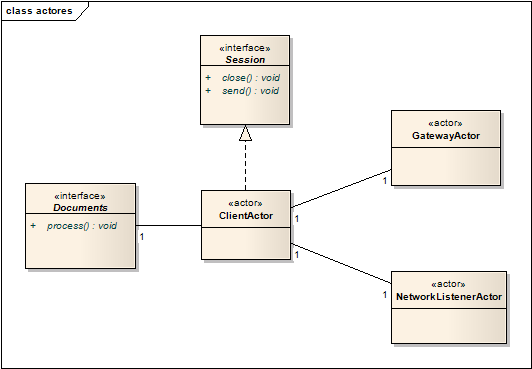 class actores
«interface»
Session
+ close() : void
+ send() : void
«actor»
GatewayActor
1
«interface»
Documents
+ process() : void
1
«actor»
ClientActor
1
1
«actor»
NetworkListenerActor
1